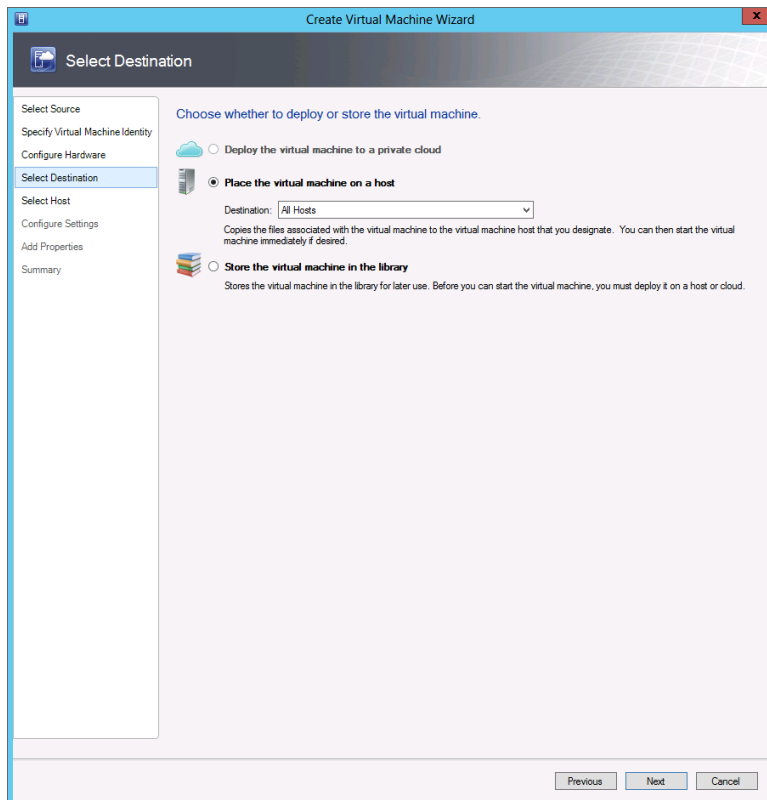 Create Virtual Machine Wizard
x
Select Destination
Select Source
Specify Virtual Machine Identity
Configure Hardware
Select Destination
Select Host
Configure Settings
Add Properties
Summary
Choose whether to deploy or store the virtual machine.
Deploy the virtual machine to a private cloud
Place the virtual machine on a host
Destination: All Hosts
Copies the files associated with the virtual machine to the virtual machine host that you designate. You can then start the virtual
machine immediately if desired.
Store the virtual machine in the library
Stores the virtual machine in the library for later use. Before you can start the virtual machine, you must deploy it on a host or cloud.
Previous Next Cancel